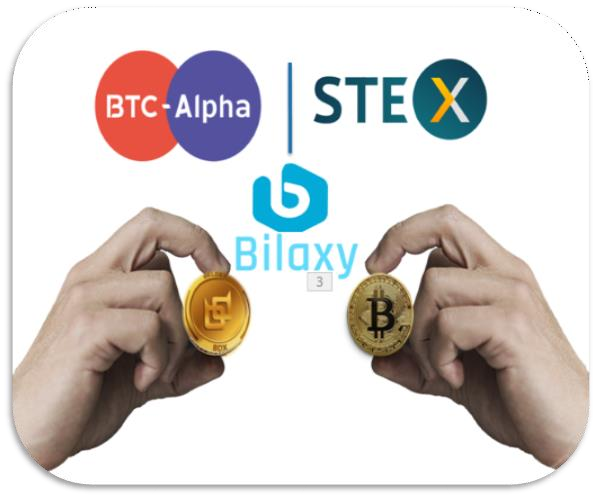 BTC-Alpha
STEX
Bilaxy
3
BOX